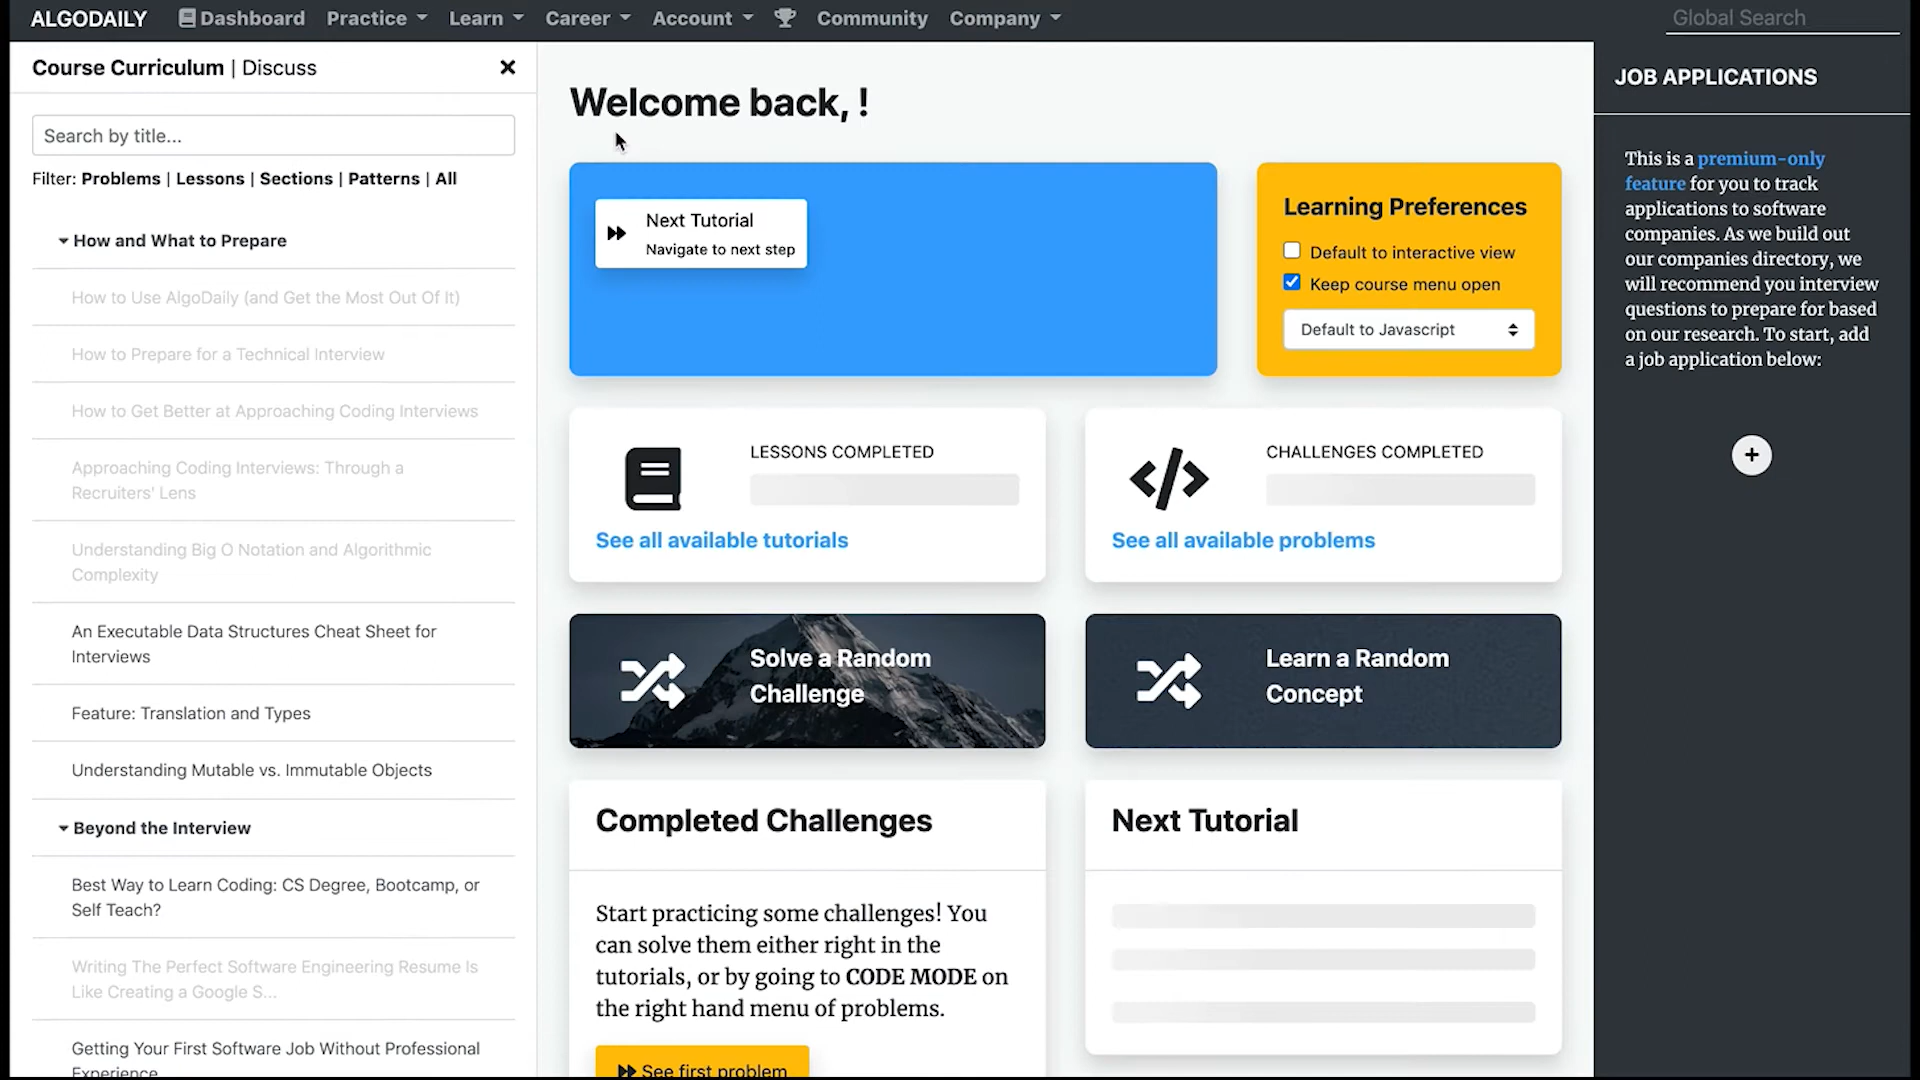 ALGODAILY Dashboard Practice Learn Career Account Community Company Global Search
Course Curriculum | Discuss
Search by title...
Filter: Problems | Lessons | Sections | Patterns | All
How and What to Prepare
How to Use AlgoDaily (and Get the Most Out Of It)
How to Prepare for a Technical Interview
How to Get Better at Approaching Coding Interviews
Approaching Coding Interviews: Through a
Recruiters' Lens
Understanding Big O Notation and Algorithmic
Complexity
An Executable Data Structures Cheat Sheet for
Interviews
Feature: Translation and Types
Understanding Mutable vs. Immutable Objects
Beyond the Interview
Best Way to Learn Coding: CS Degree, Bootcamp, or
Self Teach?
Writing The Perfect Software Engineering Resume Is
Like Creating a Google S...
Getting Your First Software Job Without Professional
Experience
Welcome back, !
Next Tutorial
Navigate to next step
Learning Preferences
Default to interactive view
Keep course menu open
Default to Javascript
LESSONS COMPLETED
See all available tutorials
CHALLENGES COMPLETED
See all available problems
Solve a Random
Challenge
Learn a Random
Concept
Completed Challenges
Start practicing some challenges! You
can solve them either right in the
tutorials, or by going to CODE MODE on
the right hand menu of problems.
See first problem
Next Tutorial
JOB APPLICATIONS
This is a premium-only
feature for you to track
applications to software
companies. As we build out
our companies directory, we
will recommend you interview
questions to prepare for based
on our research. To start, add
a job application below:
+